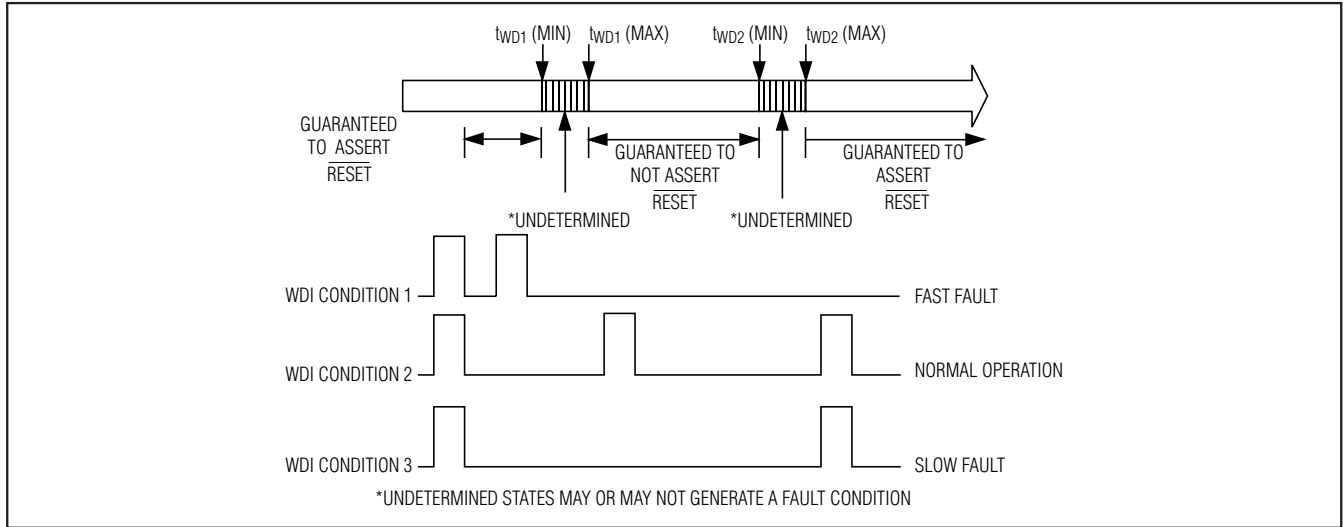 tWD1 (MIN) tWD1 (MAX) tWD2 (MIN) tWD2 (MAX)
GUARANTEED
TO ASSERT
RESET
GUARANTEED TO
NOT ASSERT
RESET
GUARANTEED TO
ASSERT
RESET
*UNDETERMINED *UNDETERMINED
WDI CONDITION 1 FAST FAULT
WDI CONDITION 2 NORMAL OPERATION
WDI CONDITION 3 SLOW FAULT
*UNDETERMINED STATES MAY OR MAY NOT GENERATE A FAULT CONDITION